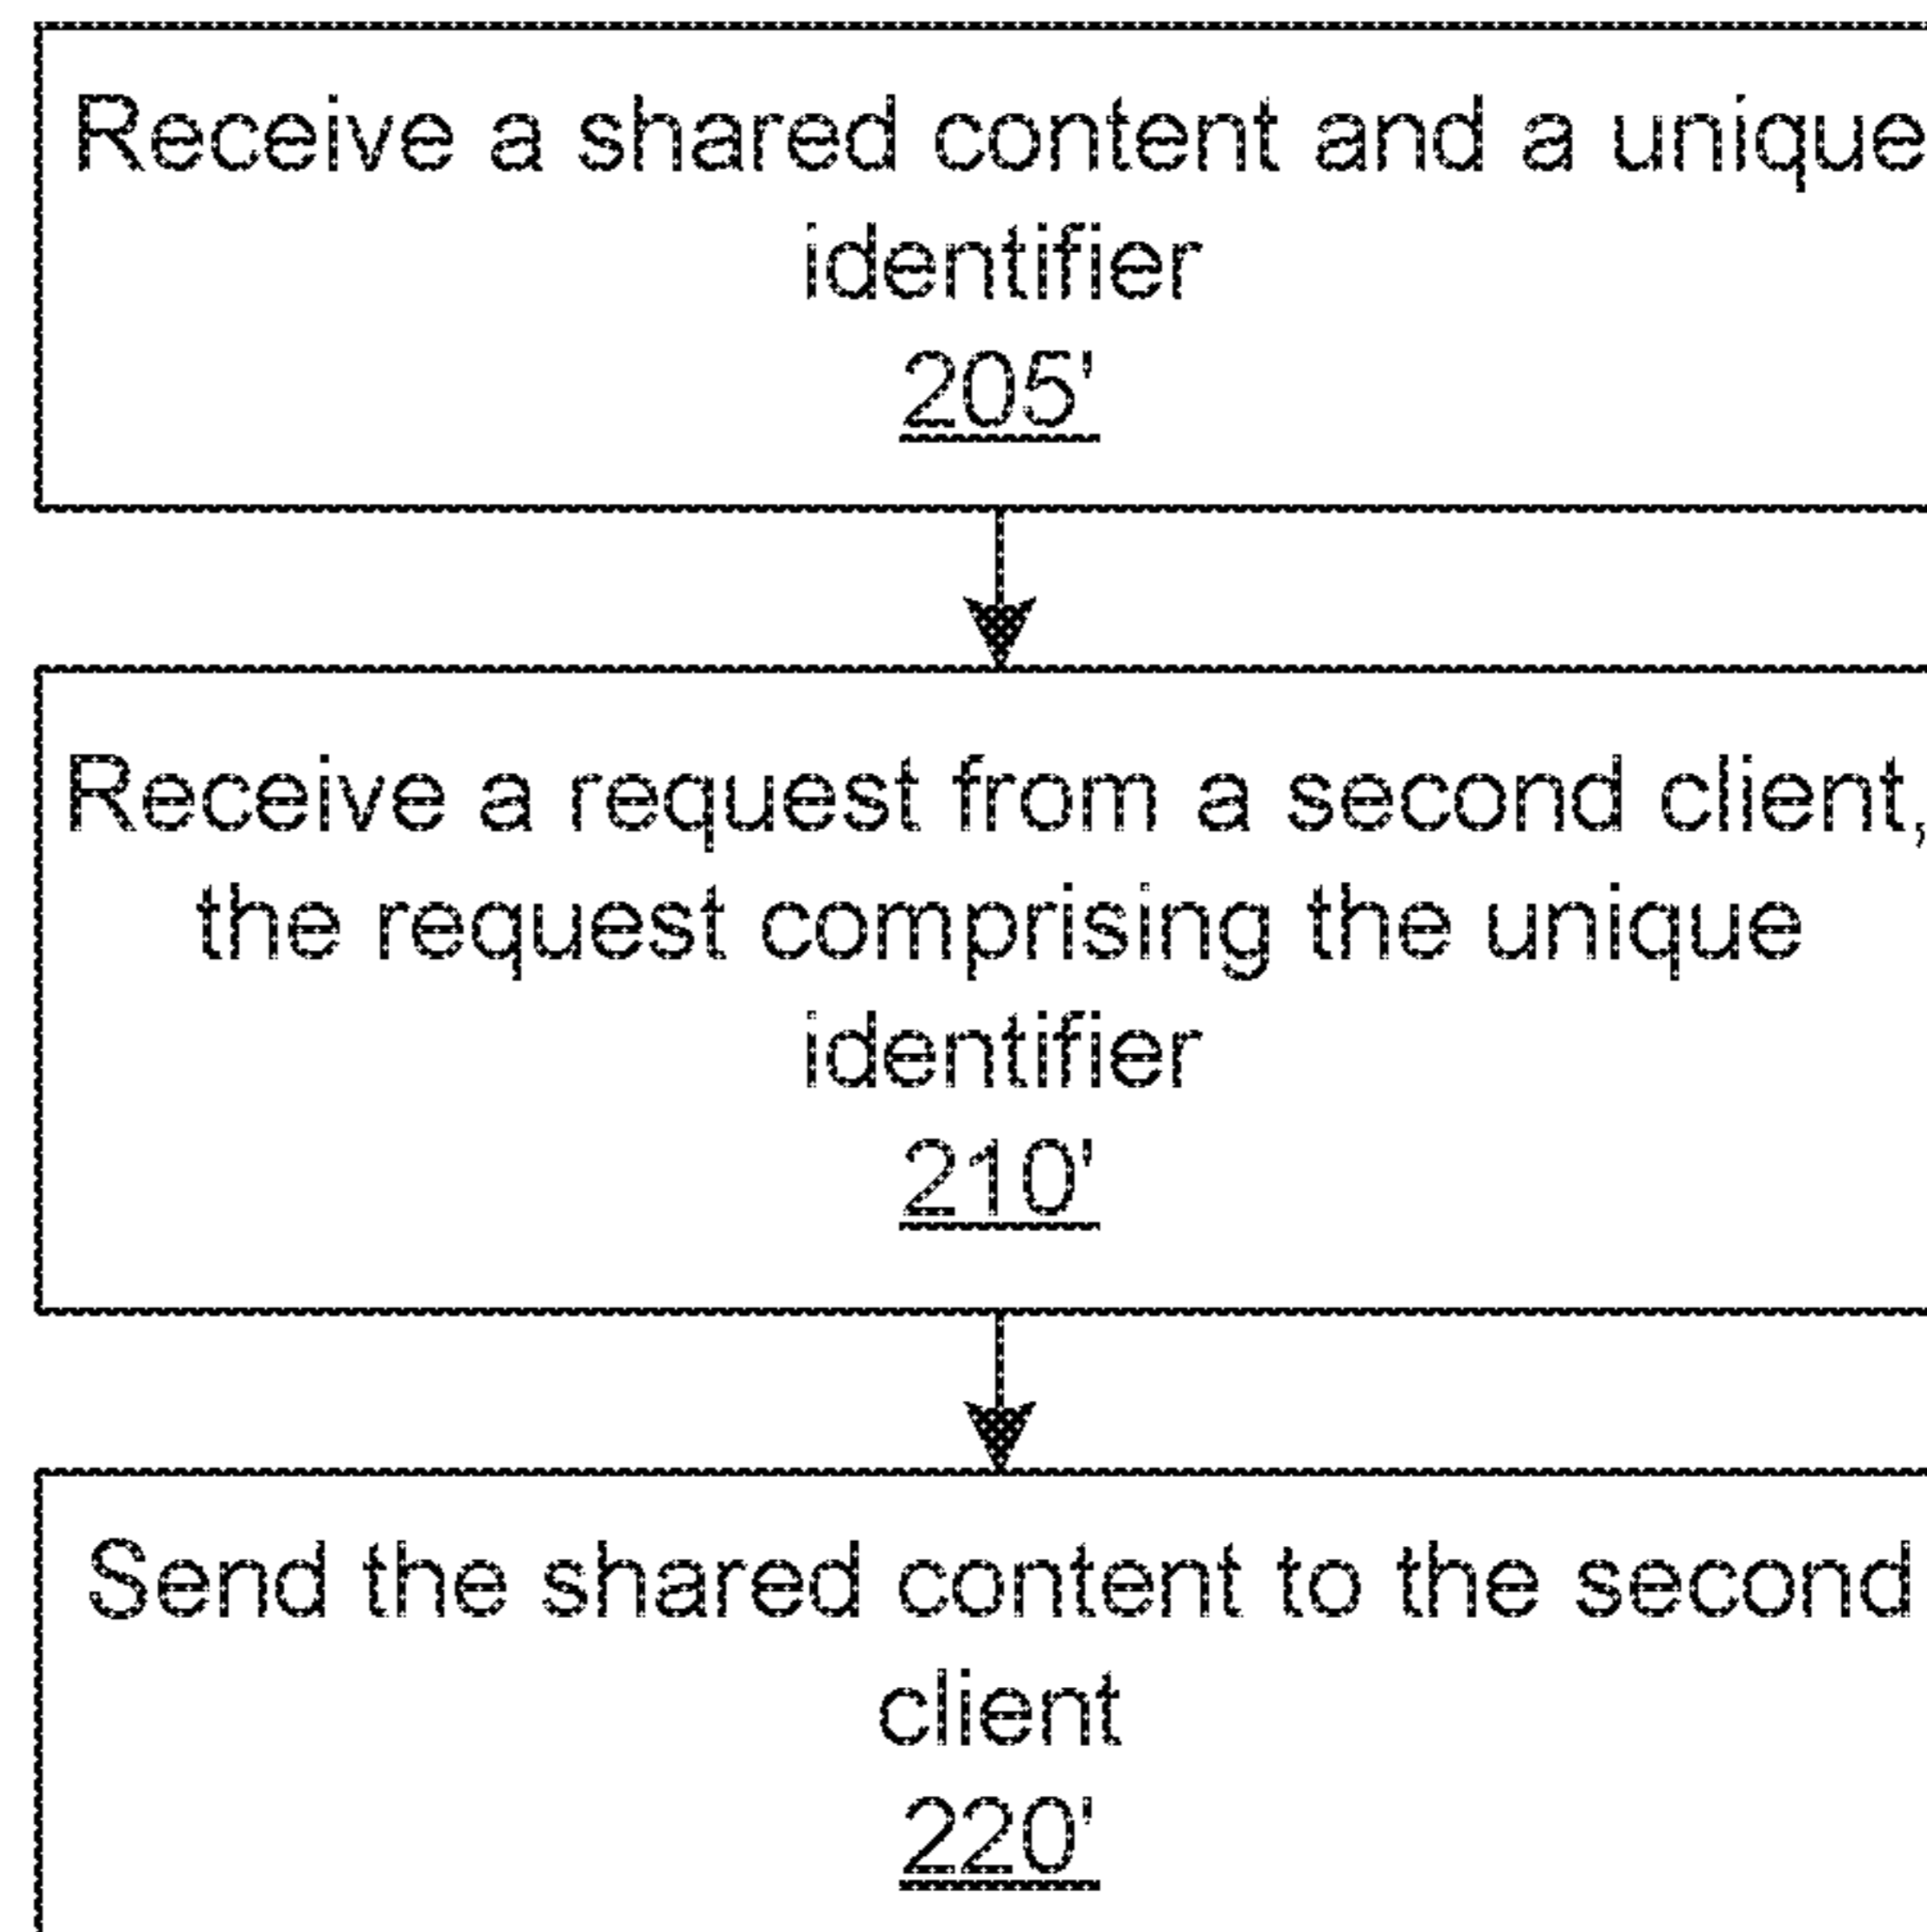 Receive a shared content and a unique
identifier
205'
Receive a request from a second client,
the request comprising the unique
identifier
210'
Send the shared content to the second
client
220'